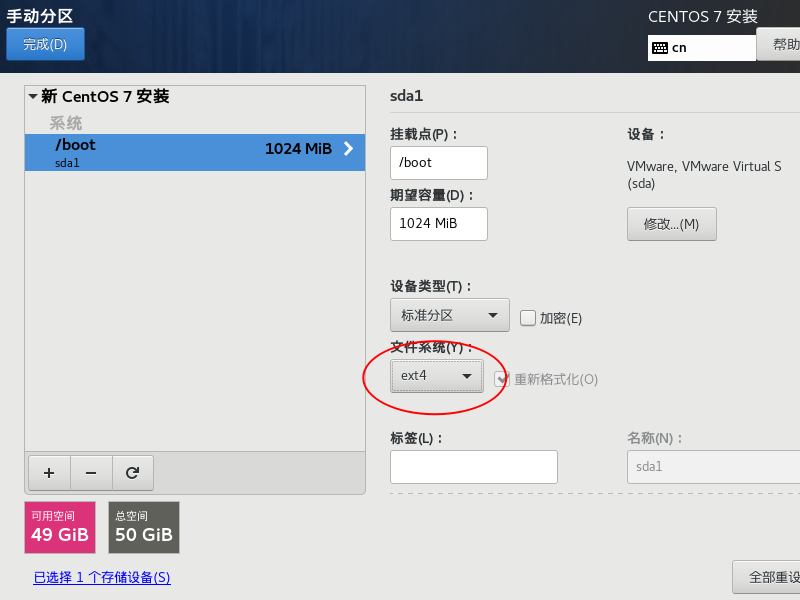 手动分区
CENTOS 7 安装
完成(D)
cn
帮助
新 CentOS 7 安装
系统
/boot
1024 MiB
sda1
sda1
挂载点(P)：
/boot
期望容量(D)：
1024 MiB
设备：
VMware, VMware Virtual S
(sda)
修改...(M)
设备类型(T)：
标准分区
加密(E)
文件系统(Y)：
ext4
重新格式化(O)
标签(L)：
名称(N)：
sda1
可用空间
49 GiB
总空间
50 GiB
已选择 1 个存储设备(S)
全部重设